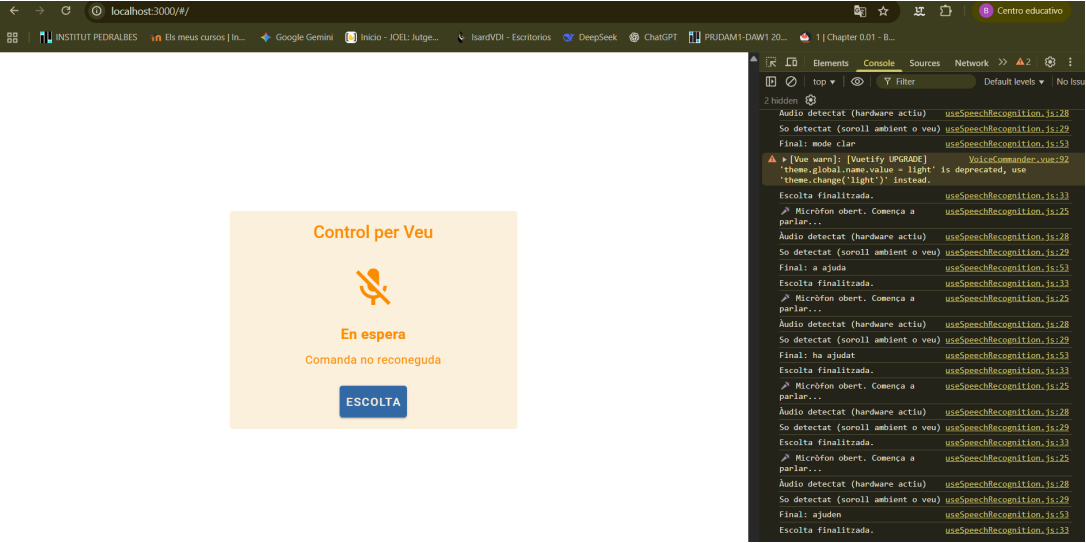 localhost:3000/#/
B Centro educativo
INSTITUT PEDRALBES
Els meus cursos | In...
Google Gemini
Inicio - JOEL: Jutge...
IsardVDI - Escritorios
DeepSeek
ChatGPT
PRJDAM1-DAW1 20...
1 | Chapter 0.01 – B...
Elements Console Sources Network 2
top Filter Default levels No Issu
2 hidden
Àudio detectat (hardware actiu) useSpeechRecognition.js:28
So detectat (soroll ambient o veu) useSpeechRecognition.js:29
Final: mode clar useSpeechRecognition.js:53
[Vue warn]: [Vuetify UPGRADE] VoiceCommander.vue:92
'theme.global.name.value = light' is deprecated, use
'theme.change('light')' instead.
Escolta finalitzada. useSpeechRecognition.js:33
Micròfon obert. Comença a useSpeechRecognition.js:25
parlar...
Àudio detectat (hardware actiu) useSpeechRecognition.js:28
So detectat (soroll ambient o veu) useSpeechRecognition.js:29
Final: a ajuda useSpeechRecognition.js:53
Escolta finalitzada. useSpeechRecognition.js:33
Micròfon obert. Comença a useSpeechRecognition.js:25
parlar...
Àudio detectat (hardware actiu) useSpeechRecognition.js:28
So detectat (soroll ambient o veu) useSpeechRecognition.js:29
Final: ha ajudat useSpeechRecognition.js:53
Escolta finalitzada. useSpeechRecognition.js:33
Micròfon obert. Comença a useSpeechRecognition.js:25
parlar...
Àudio detectat (hardware actiu) useSpeechRecognition.js:28
So detectat (soroll ambient o veu) useSpeechRecognition.js:29
Escolta finalitzada. useSpeechRecognition.js:33
Micròfon obert. Comença a useSpeechRecognition.js:25
parlar...
Àudio detectat (hardware actiu) useSpeechRecognition.js:28
So detectat (soroll ambient o veu) useSpeechRecognition.js:29
Final: ajuden useSpeechRecognition.js:53
Escolta finalitzada. useSpeechRecognition.js:33
Control per Veu
En espera
Comanda no reconeguda
ESCOLTA